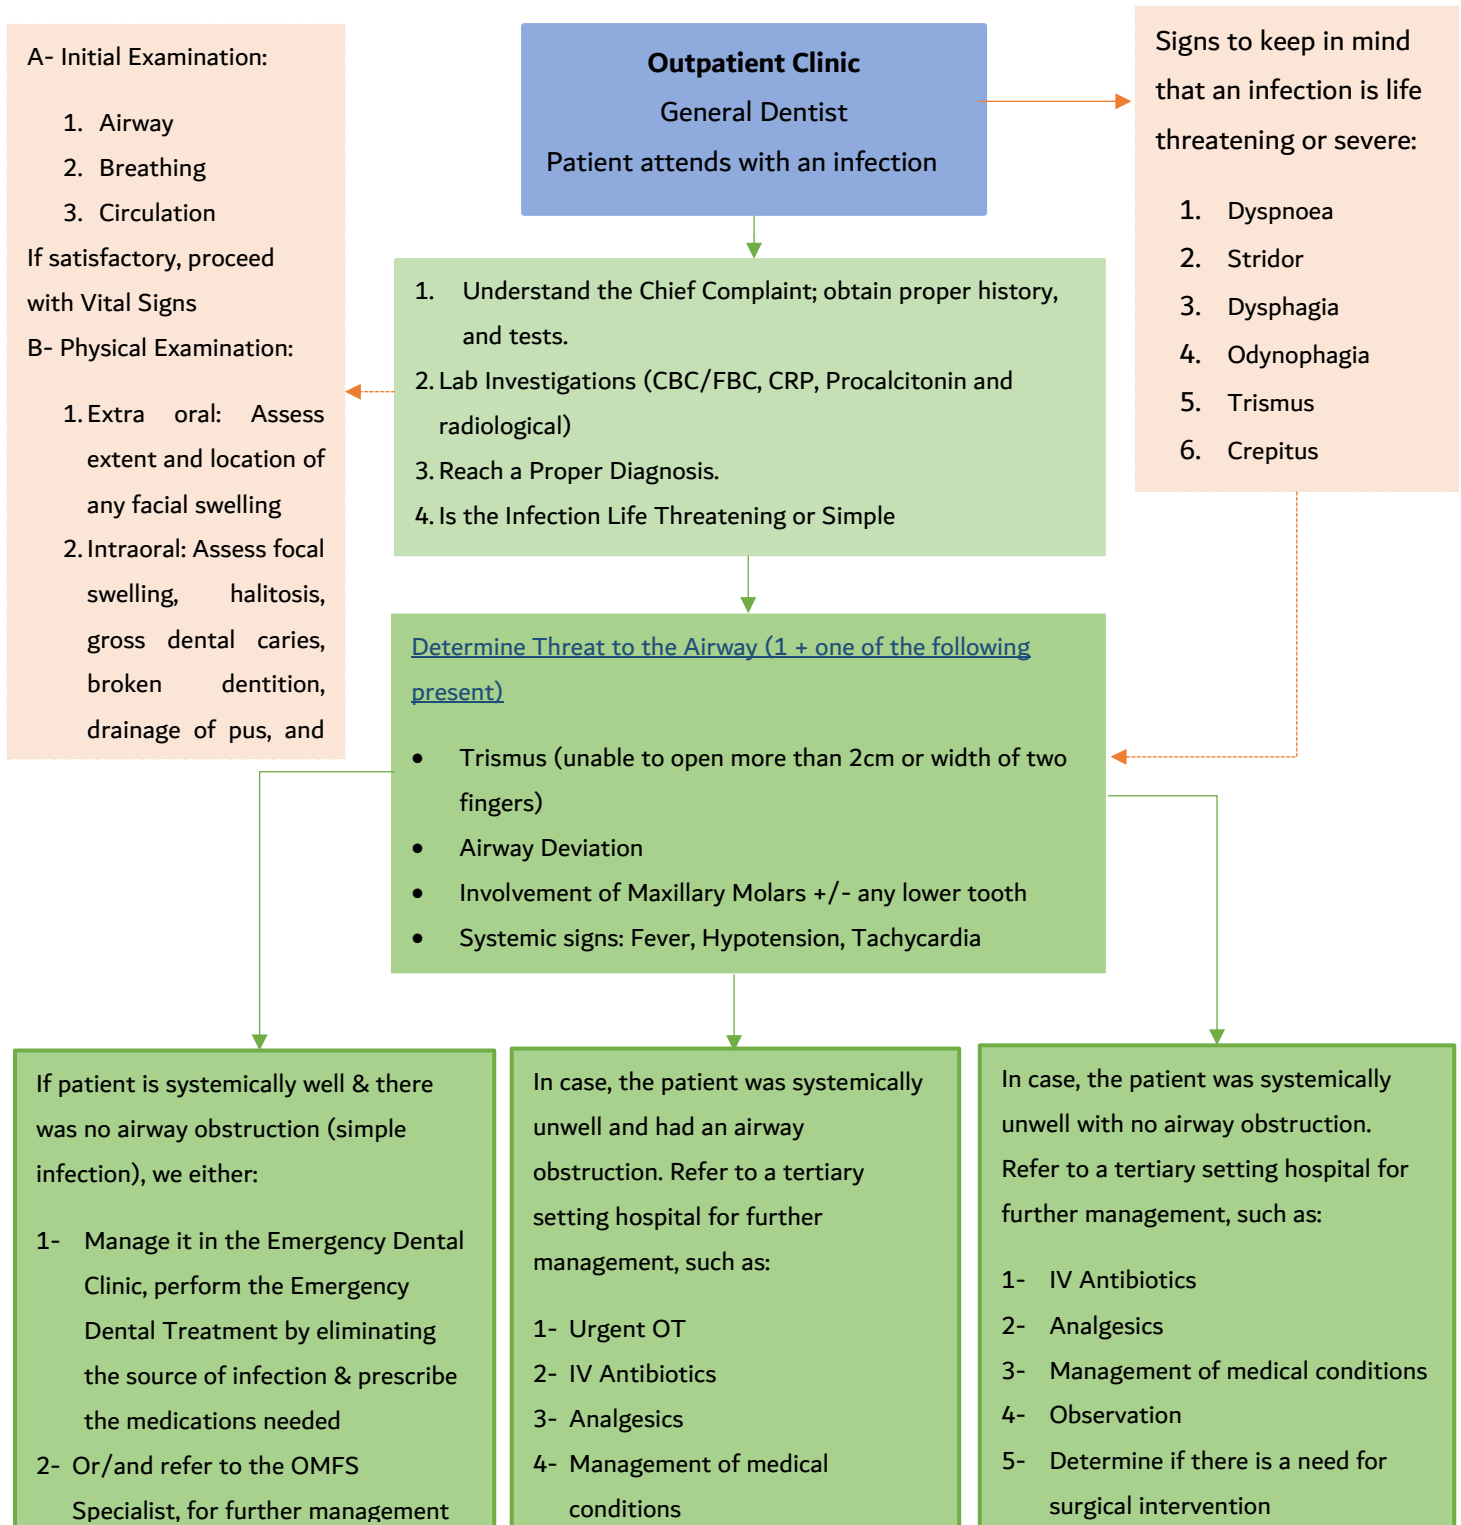 Outpatient Clinic
General Dentist
Patient attends with an infection
A- Initial Examination:
1. Airway
2. Breathing
3. Circulation
If satisfactory, proceed
with Vital Signs
B- Physical Examination:
1. Extra oral: Assess
extent and location of
any facial swelling
2. Intraoral: Assess focal
swelling, halitosis,
gross dental caries,
broken dentition,
drainage of pus, and
Signs to keep in mind
that an infection is life
threatening or severe:
1. Dyspnoea
2. Stridor
3. Dysphagia
4. Odynophagia
5. Trismus
6. Crepitus
1. Understand the Chief Complaint; obtain proper history,
and tests.
2. Lab Investigations (CBC/FBC, CRP, Procalcitonin and
radiological)
3. Reach a Proper Diagnosis.
4. Is the Infection Life Threatening or Simple
Determine Threat to the Airway (1 + one of the following
present)
• Trismus (unable to open more than 2cm or width of two
fingers)
• Airway Deviation
• Involvement of Maxillary Molars +/- any lower tooth
• Systemic signs: Fever, Hypotension, Tachycardia
If patient is systemically well & there
was no airway obstruction (simple
infection), we either:
1- Manage it in the Emergency Dental
Clinic, perform the Emergency
Dental Treatment by eliminating
the source of infection & prescribe
the medications needed
2- Or/and refer to the OMFS
Specialist, for further management
In case, the patient was systemically
unwell and had an airway
obstruction. Refer to a tertiary
setting hospital for further
management, such as:
1- Urgent OT
2- IV Antibiotics
3- Analgesics
4- Management of medical
conditions
In case, the patient was systemically
unwell with no airway obstruction.
Refer to a tertiary setting hospital for
further management, such as:
1- IV Antibiotics
2- Analgesics
3- Management of medical conditions
4- Observation
5- Determine if there is a need for
surgical intervention